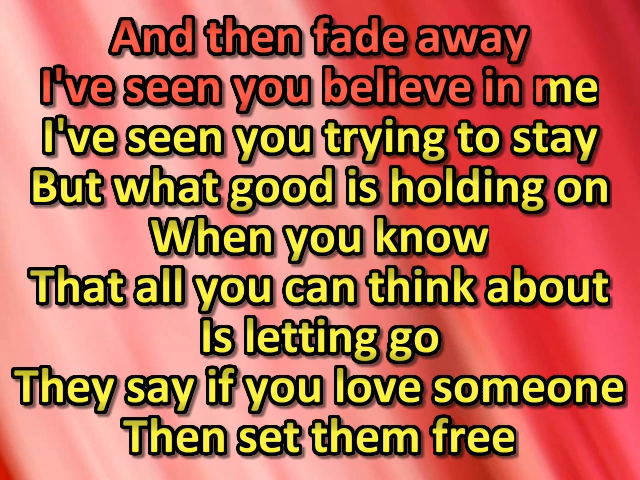 And then fade away
I've seen you believe in me
I've seen you trying to stay
But what good is holding on
When you know
That all you can think about
Is letting go
They say if you love someone
Then set them free